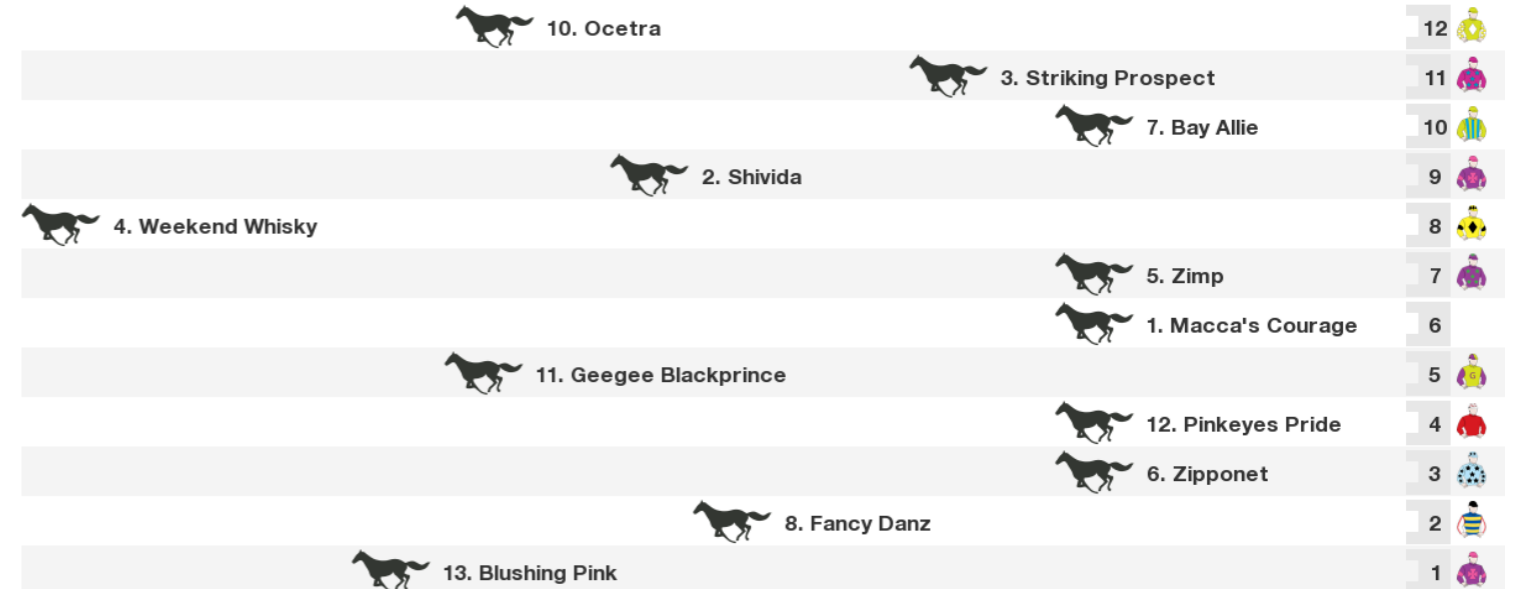 10. Ocetra 12
3. Striking Prospect 11
7. Bay Allie 10
2. Shivida 9
4. Weekend Whisky 8
5. Zimp 7
1. Macca's Courage 6
11. Geegee Blackprince 5 G
12. Pinkeyes Pride 4
6. Zipponet 3
8. Fancy Danz 2
13. Blushing Pink 1